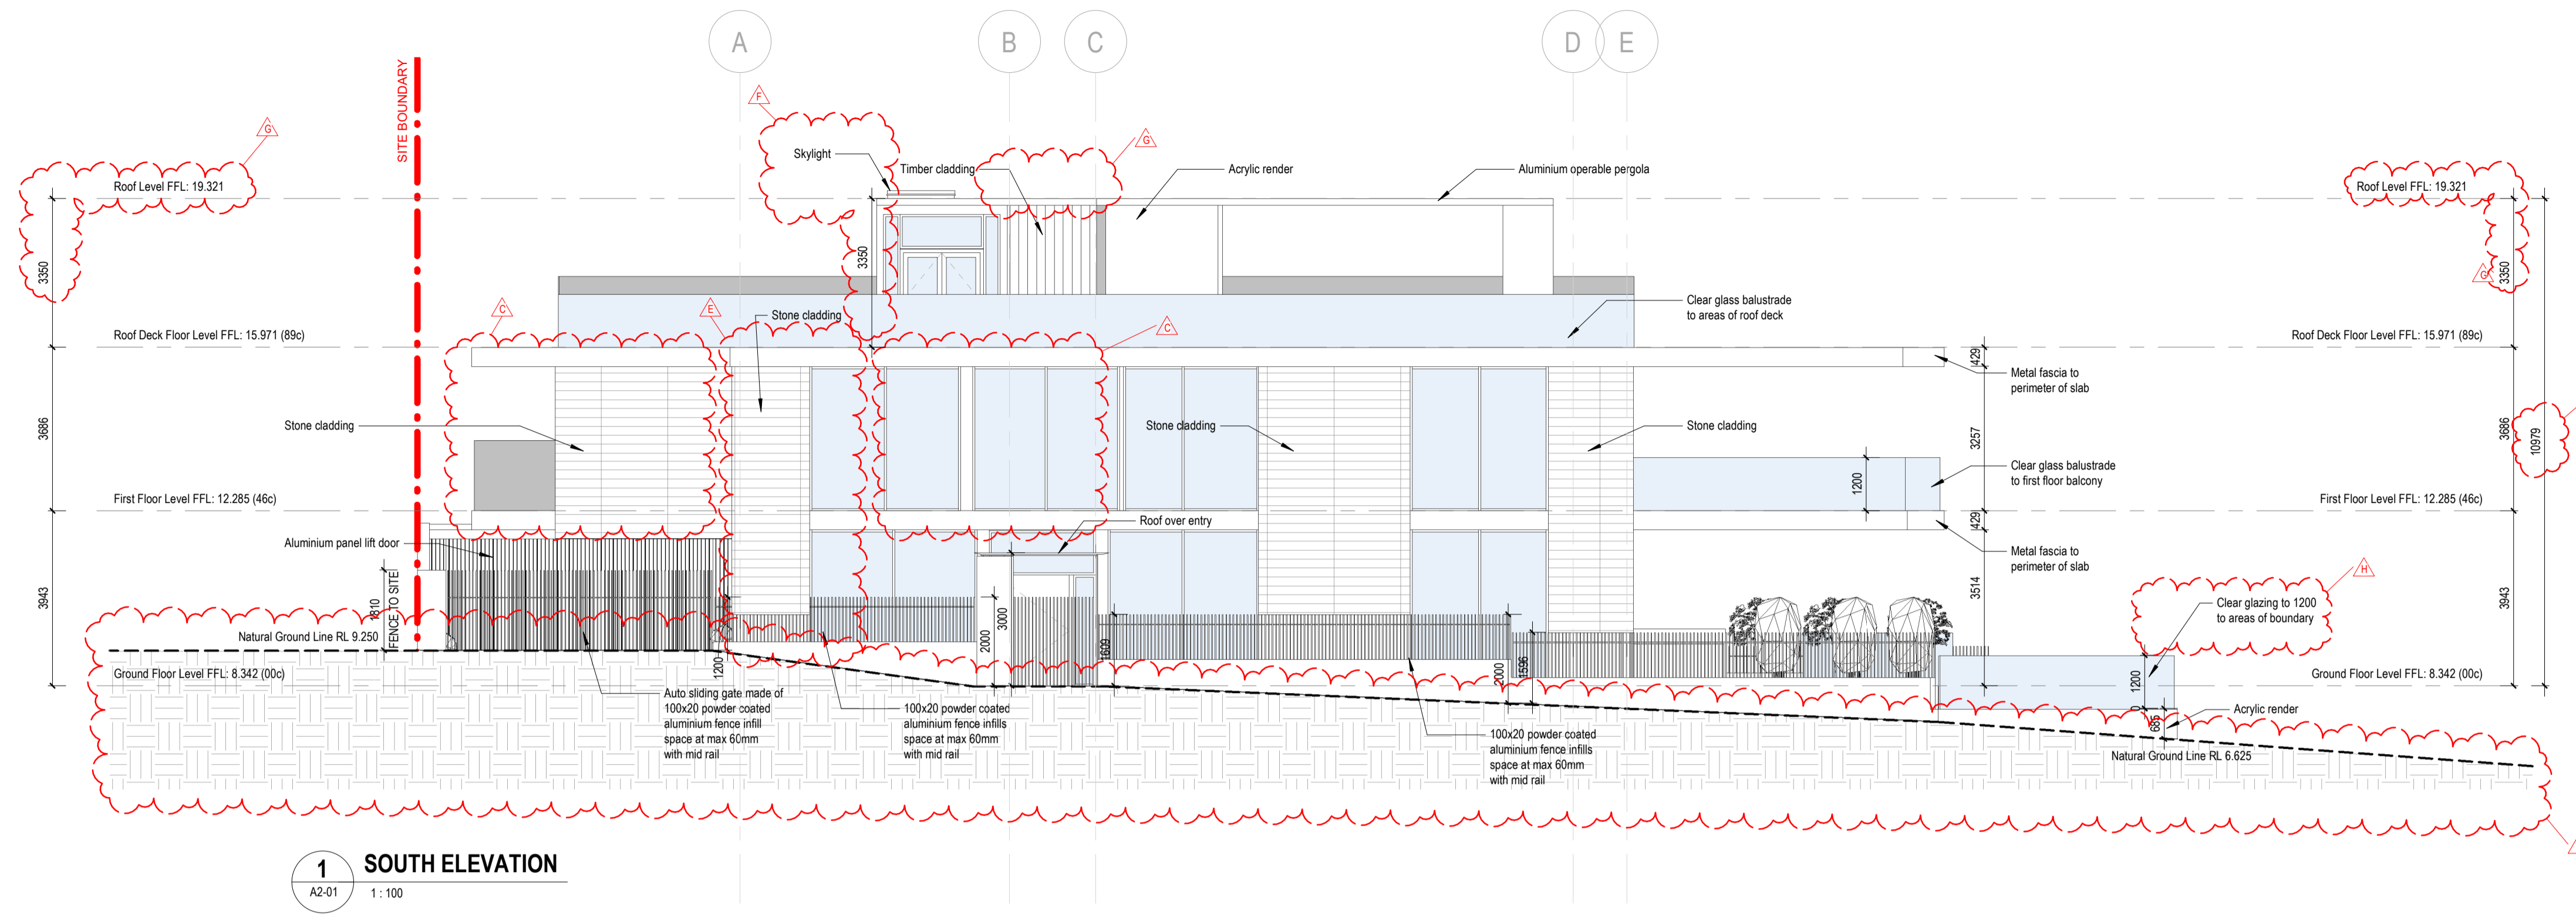 A
B
C
D
E
SITE BOUNDARY
F
G
G
Skylight
Timber cladding
Acrylic render
Aluminium operable pergola
Roof Level FFL: 19.321
Roof Level FFL: 19.321
3350
3350
3350
G
C
E
C
Stone cladding
Clear glass balustrade
to areas of roof deck
Roof Deck Floor Level FFL: 15.971 (89c)
Roof Deck Floor Level FFL: 15.971 (89c)
429
Metal fascia to
perimeter of slab
3686
Stone cladding
Stone cladding
Stone cladding
3257
3686
10979
Clear glass balustrade
to first floor balcony
1200
First Floor Level FFL: 12.285 (46c)
First Floor Level FFL: 12.285 (46c)
429
Roof over entry
Aluminium panel lift door
Metal fascia to
perimeter of slab
H
3943
1810
FENCE TO SITE
3514
3943
Clear glazing to 1200
to areas of boundary
2000
3000
1609
Natural Ground Line RL 9.250
1200
2000
1596
Ground Floor Level FFL: 8.342 (00c)
Ground Floor Level FFL: 8.342 (00c)
1200
0
685
Acrylic render
Auto sliding gate made of
100x20 powder coated
aluminium fence infill
space at max 60mm
with mid rail
100x20 powder coated
aluminium fence infills
space at max 60mm
with mid rail
100x20 powder coated
aluminium fence infills
space at max 60mm
with mid rail
Natural Ground Line RL 6.625
1
A2-01
SOUTH ELEVATION
1 : 100